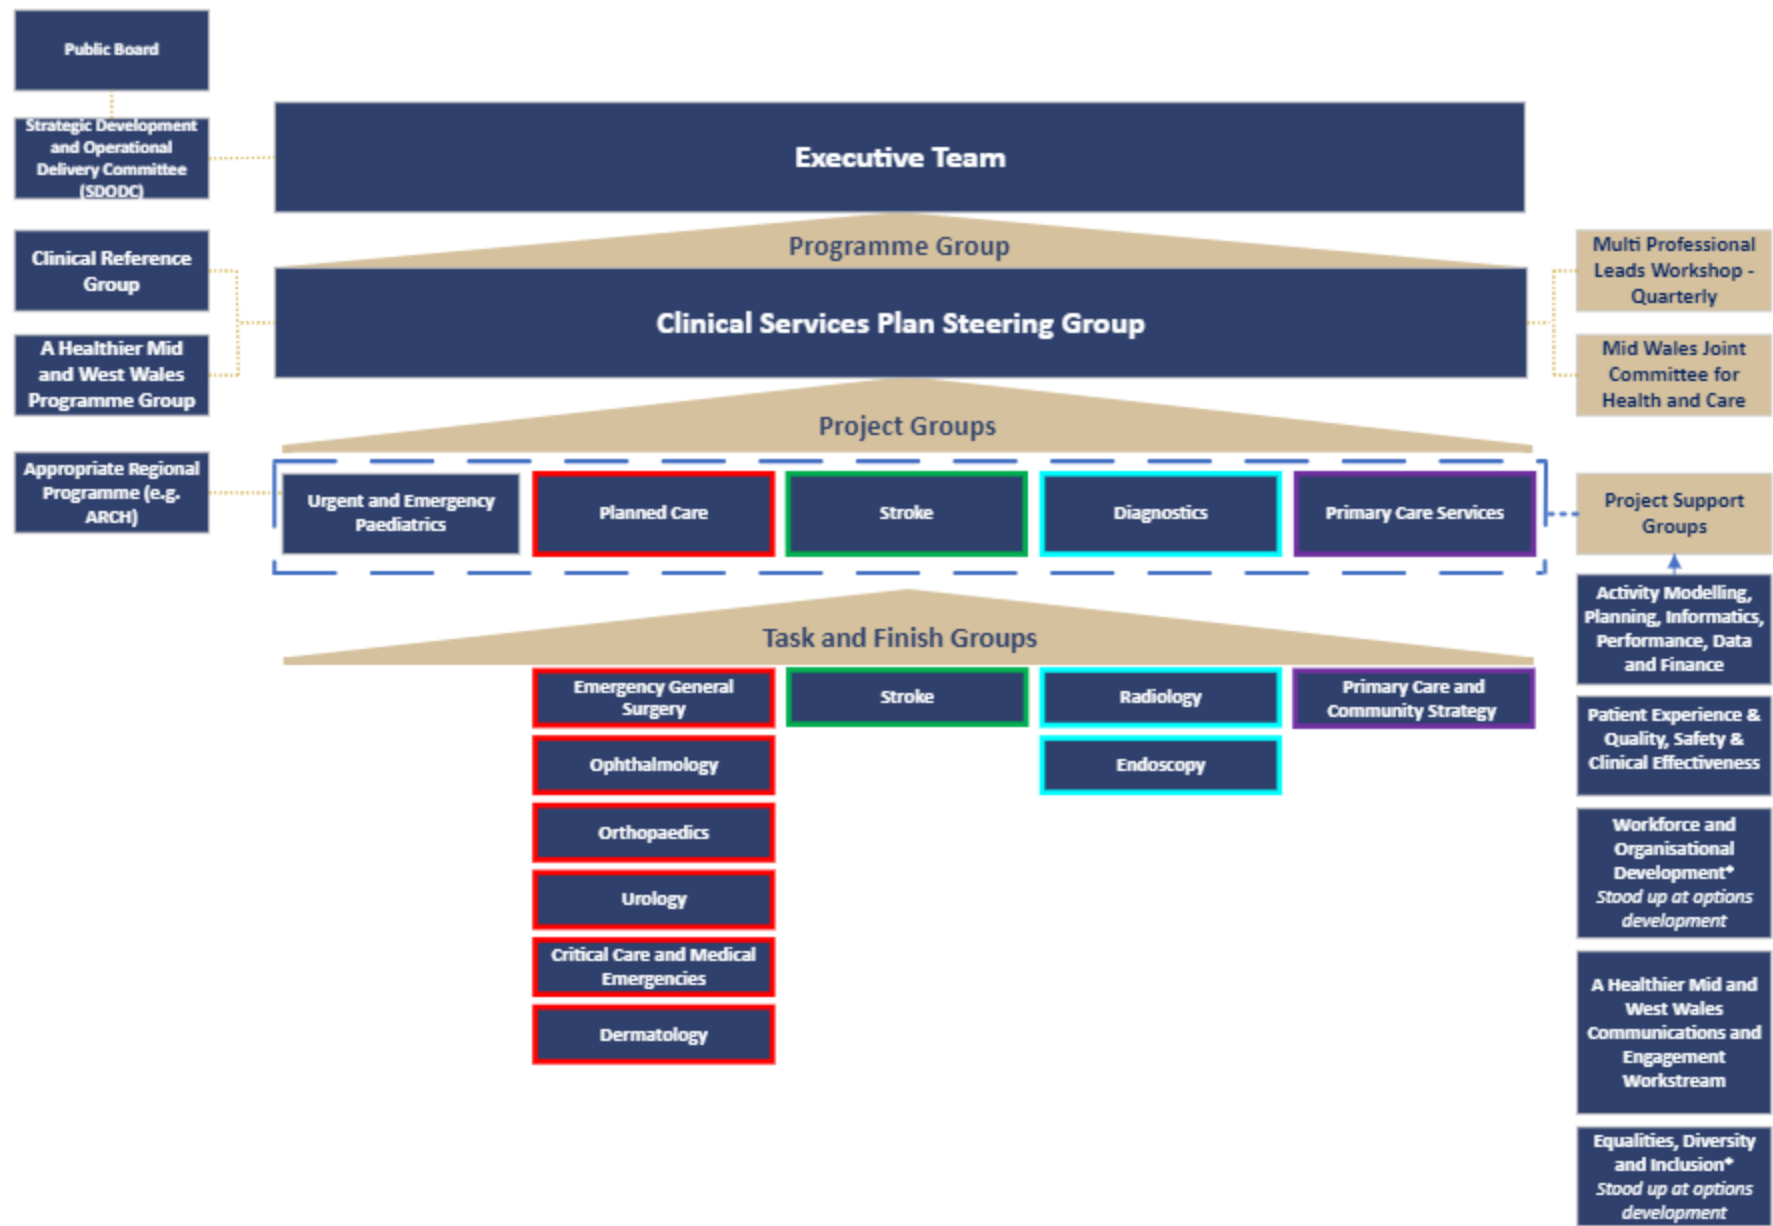 Public Board
Strategic Development
and Operational
Delivery Committee
(SDODC)
Executive Team
Programme Group
Clinical Reference
Group
A Healthier Mid
and West Wales
Programme Group
Clinical Services Plan Steering Group
Multi Professional
Leads Workshop -
Quarterly
Mid Wales Joint
Committee for
Health and Care
Project Groups
Appropriate Regional
Programme (e.g.
ARCH)
Urgent and Emergency
Paediatrics
Planned Care
Stroke
Diagnostics
Primary Care Services
Project Support
Groups
Task and Finish Groups
Emergency General
Surgery
Ophthalmology
Orthopaedics
Urology
Critical Care and Medical
Emergencies
Dermatology
Stroke
Radiology
Endoscopy
Primary Care and
Community Strategy
Activity Modelling,
Planning, Informatics,
Performance, Data
and Finance
Patient Experience &
Quality, Safety &
Clinical Effectiveness
Workforce and
Organisational
Development*
Stood up at options
development
A Healthier Mid and
West Wales
Communications and
Engagement
Workstream
Equalities, Diversity
and Inclusion*
Stood up at options
development